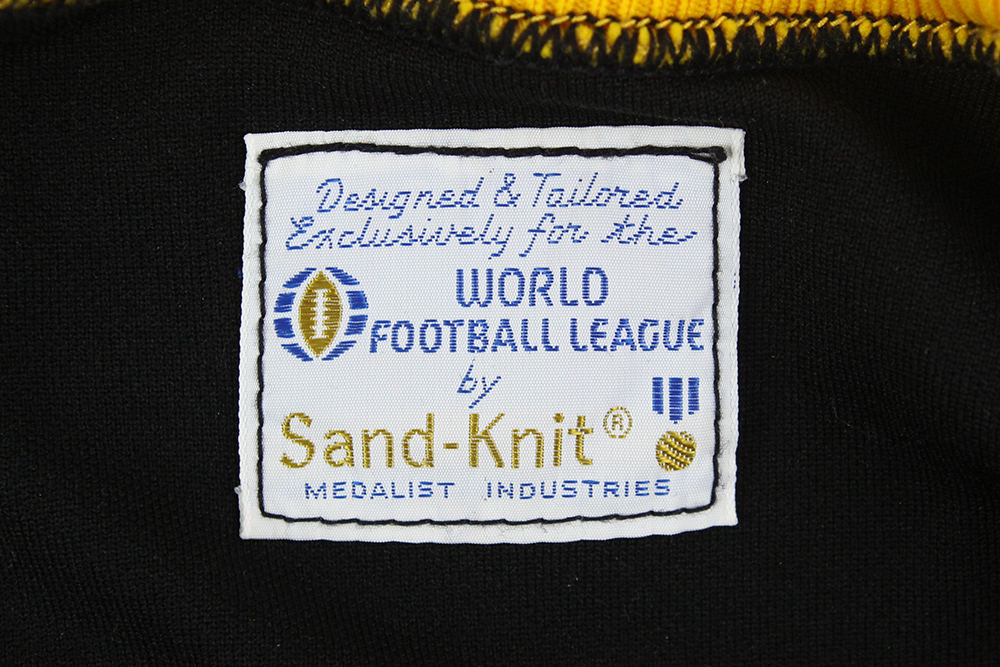 Designed & Tailored
Exclusively for the
WORLD
FOOTBALL LEAGUE
by
Sand-Knit®
MEDALIST INDUSTRIES